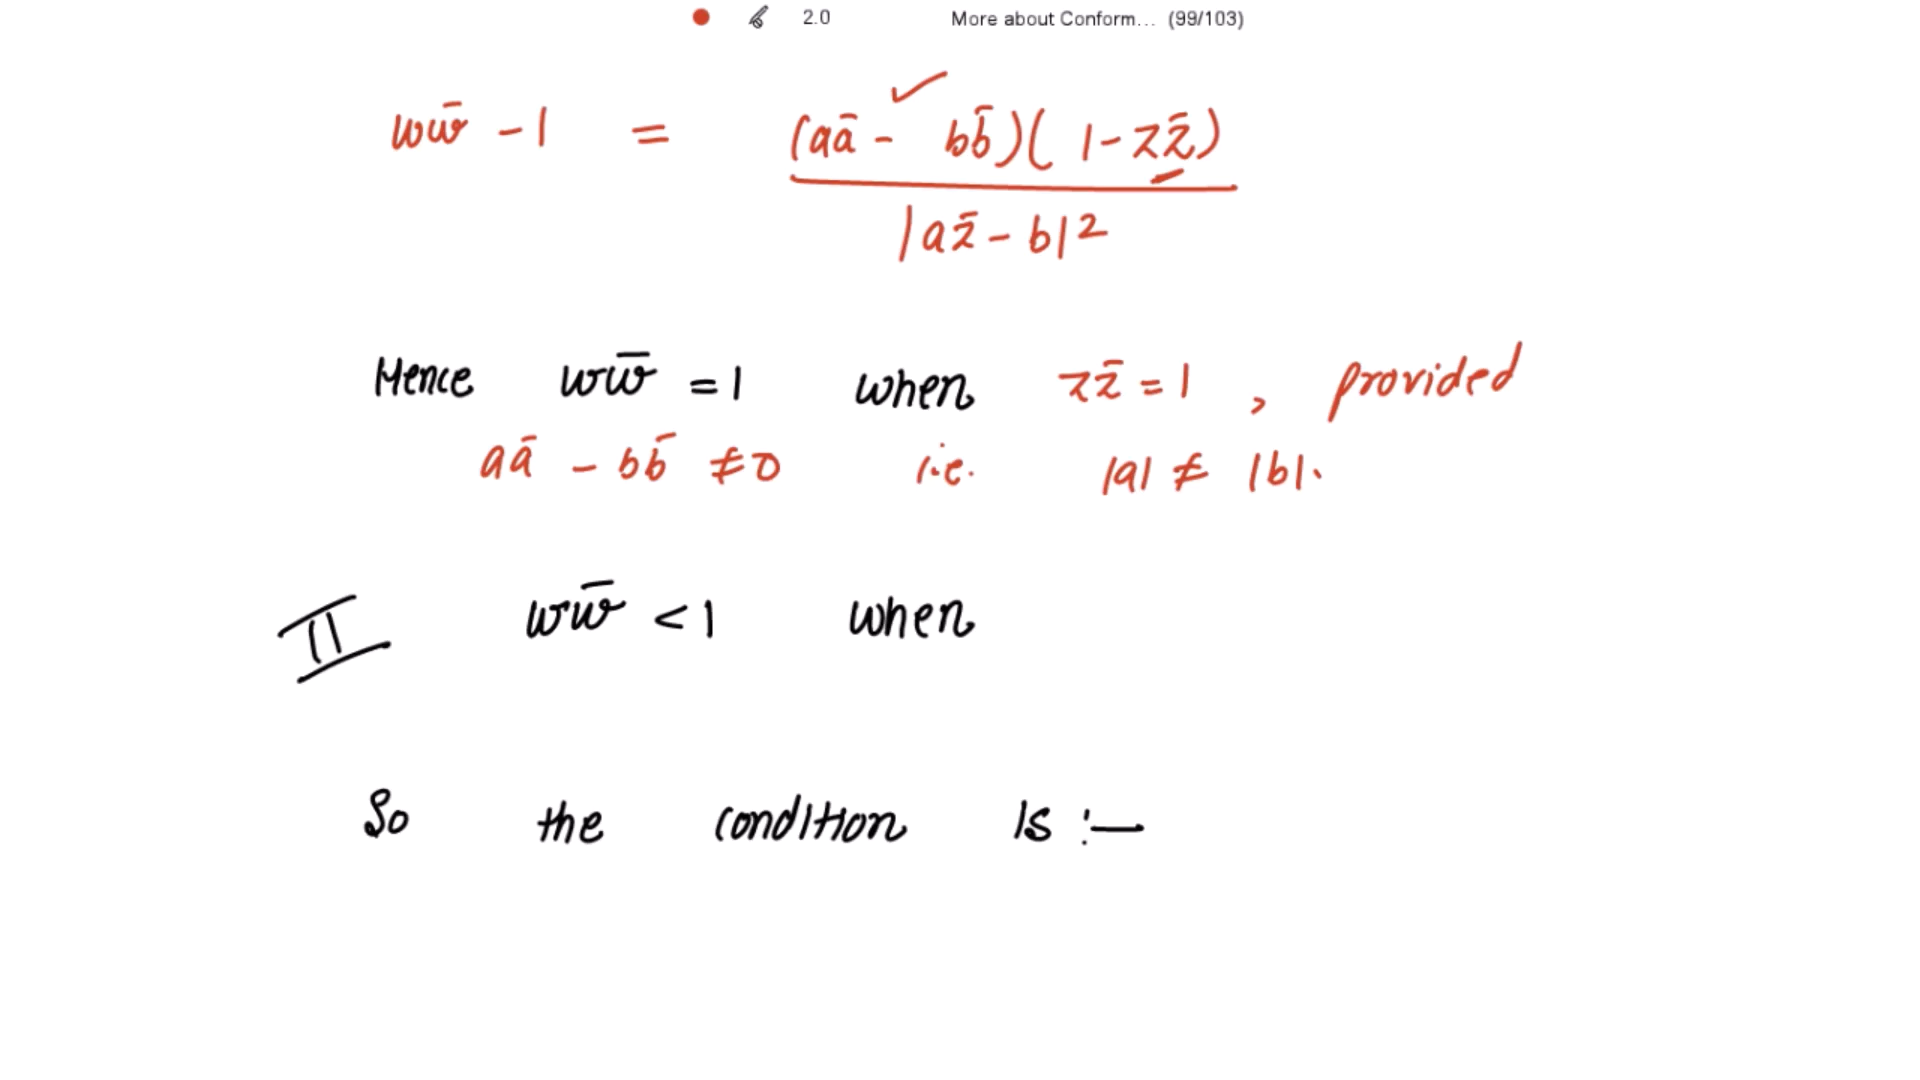 2.0 More about Conform... (99/103)
ww̄ - 1 = (aā - bb̄)(1 - zz̄)
|az̄ - b|²
Hence ww̄ = 1 when zz̄ = 1, provided
aā - bb̄ ≠ 0 i.e. |a| ≠ |b|.
II ww̄ < 1 when
So the condition is :—